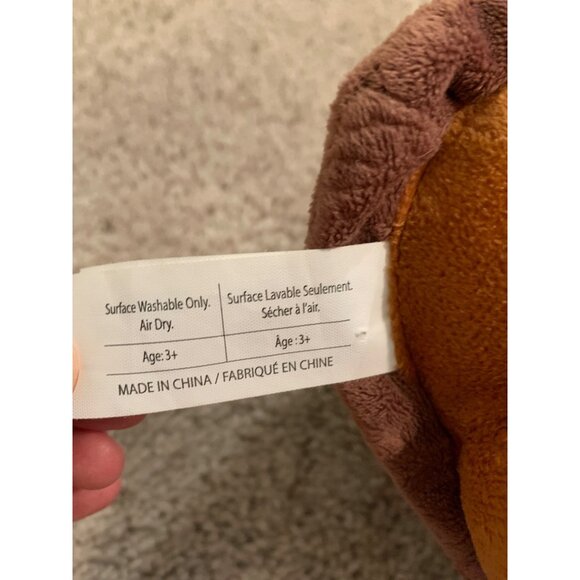 Surface Washable Only.
Air Dry.
Surface Lavable Seulement.
Sécher à l'air.
Age: 3+
Âge : 3+
MADE IN CHINA / FABRIQUÉ EN CHINE